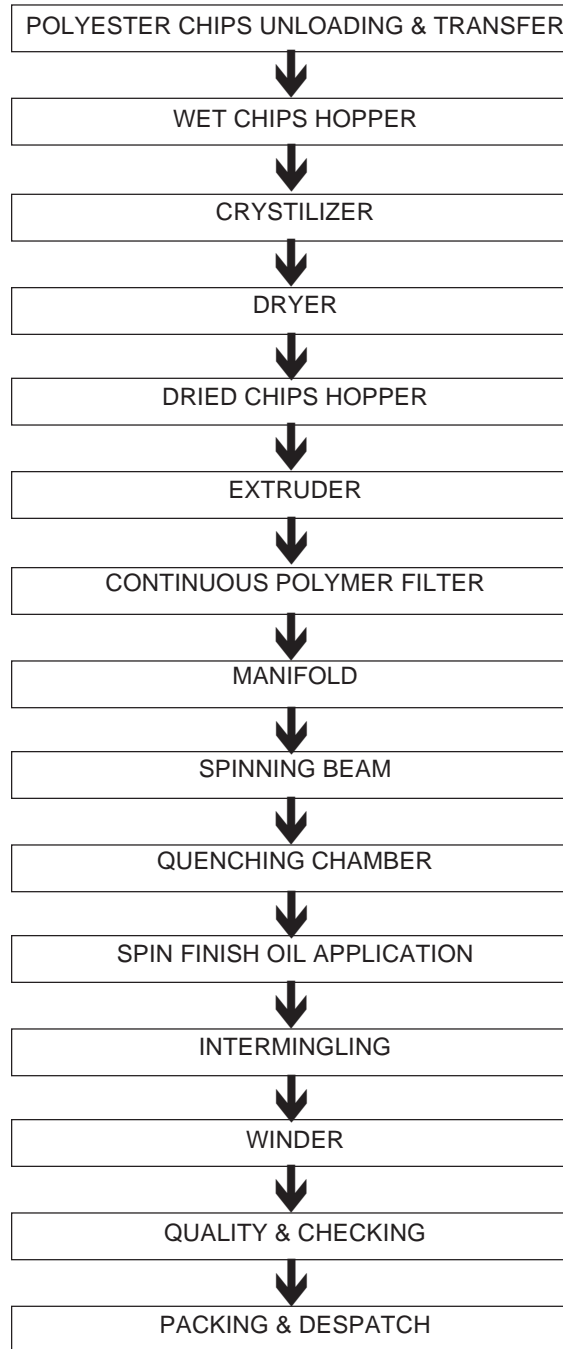 POLYESTER CHIPS UNLOADING & TRANSFER
WET CHIPS HOPPER
CRYSTILIZER
DRYER
DRIED CHIPS HOPPER
EXTRUDER
CONTINUOUS POLYMER FILTER
MANIFOLD
SPINNING BEAM
QUENCHING CHAMBER
SPIN FINISH OIL APPLICATION
INTERMINGLING
WINDER
QUALITY & CHECKING
PACKING & DESPATCH